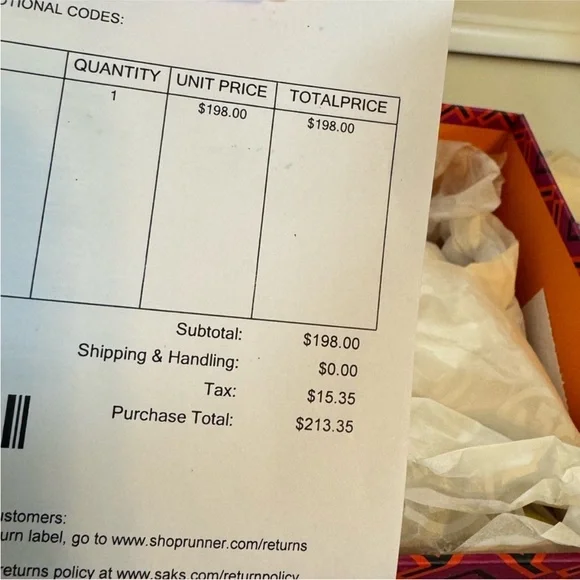 TIONAL CODES:
QUANTITY UNIT PRICE TOTALPRICE
1 $198.00 $198.00
Subtotal: $198.00
Shipping & Handling: $0.00
Tax: $15.35
Purchase Total: $213.35
ustomers:
urn label, go to www.shoprunner.com/returns
returns policy at www.saks.com/returnpolicy